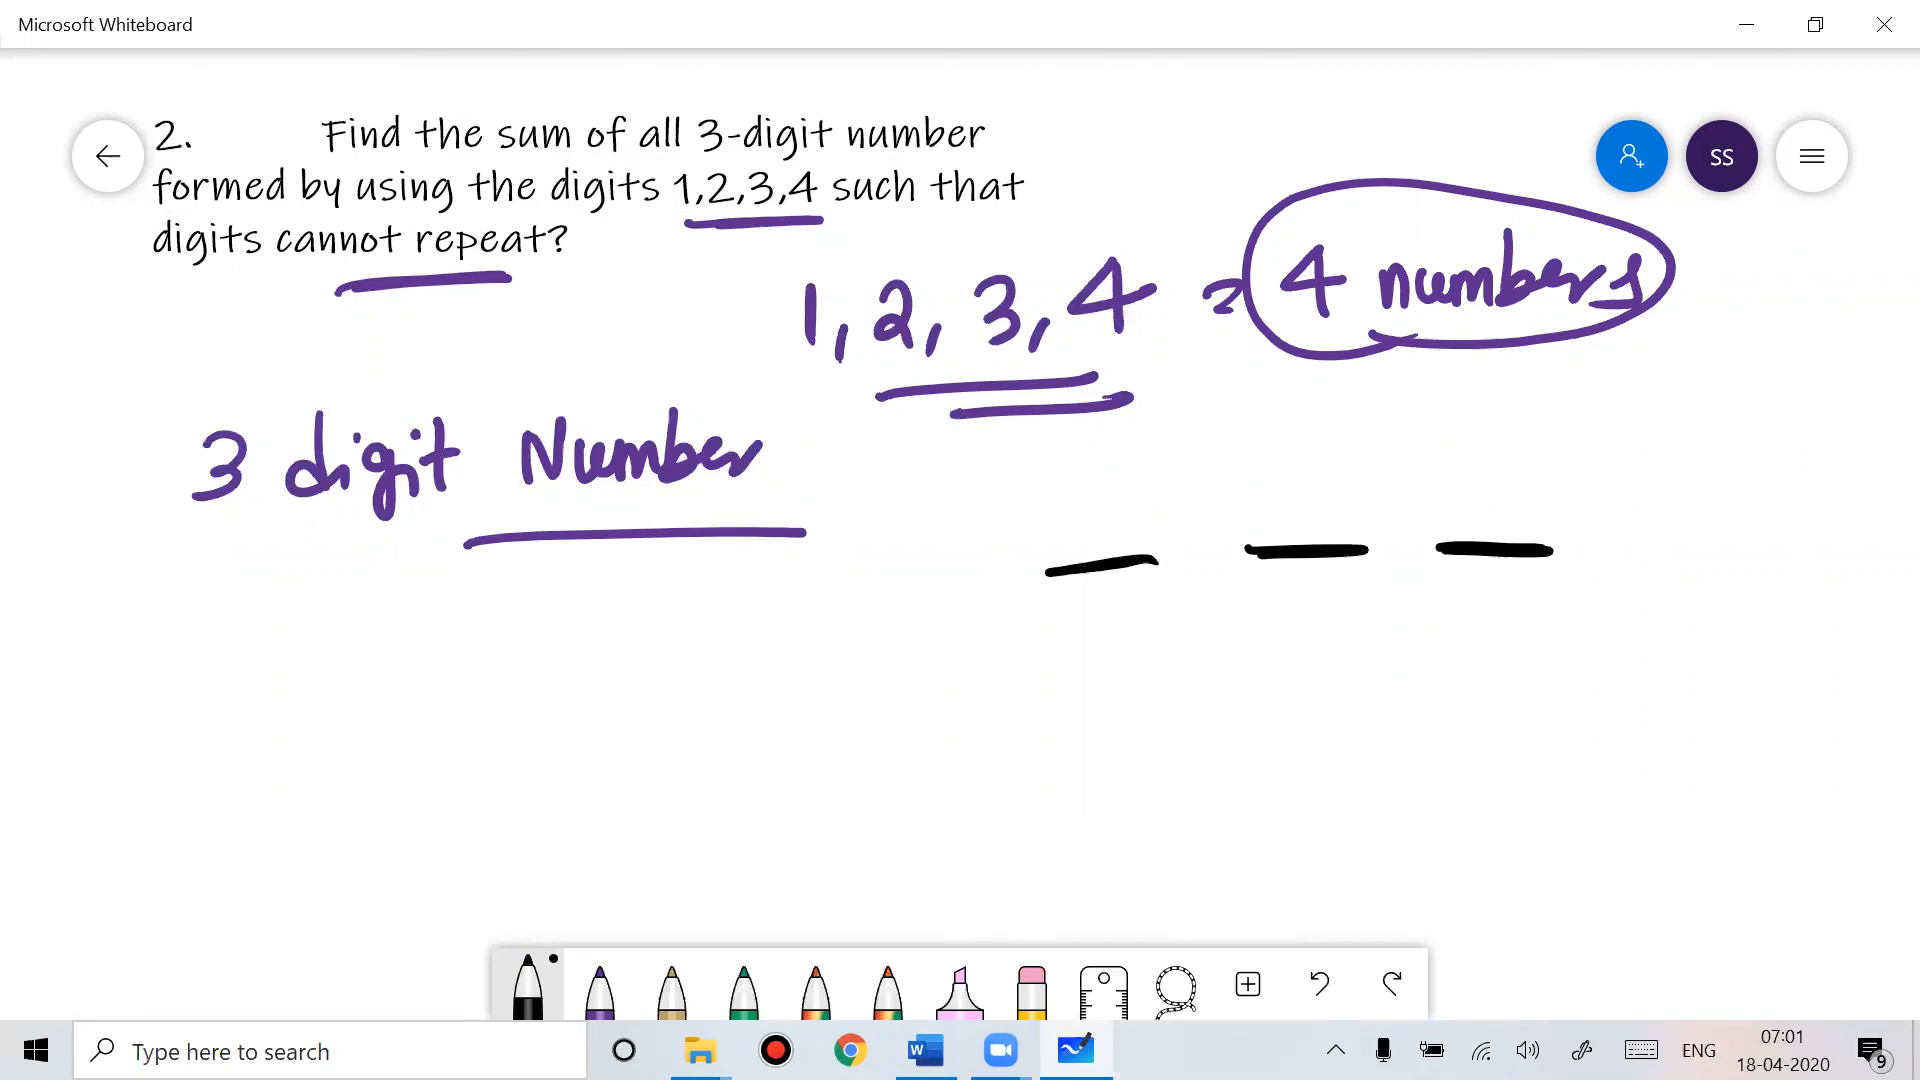 Microsoft Whiteboard
2. Find the sum of all 3-digit number
formed by using the digits 1,2,3,4 such that
digits cannot repeat?
SS
1, 2, 3, 4 = 4 numbers
3 digit Number
Type here to search
W
ENG
07:01
18-04-2020
9